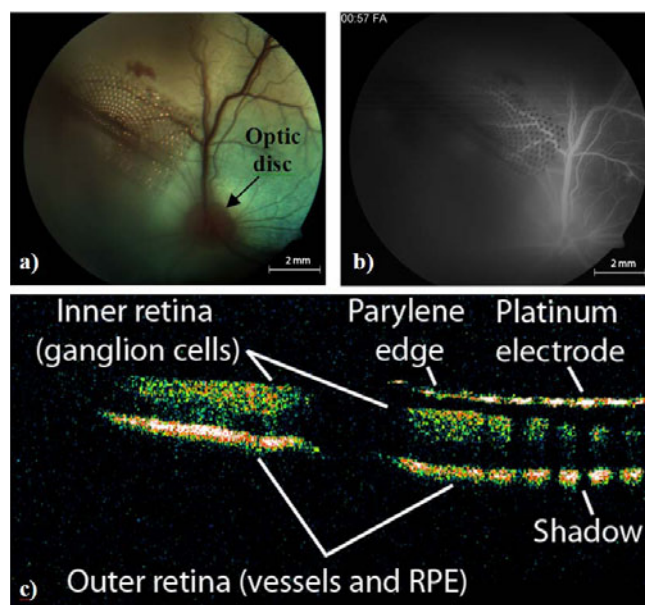 Optic
disc
2 mm
a)
00:57 FA
2 mm
b)
Inner retina
(ganglion cells)
Parylene
edge
Platinum
electrode
Shadow
Outer retina (vessels and RPE)
c)